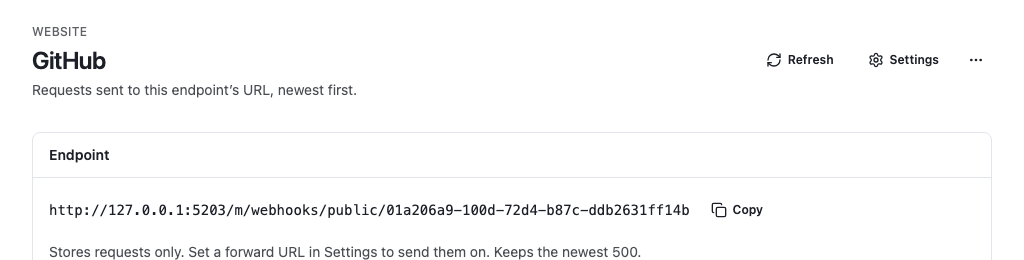 WEBSITE
GitHub
Refresh
Settings
Requests sent to this endpoint’s URL, newest first.
Endpoint
http://127.0.0.1:5203/m/webhooks/public/01a206a9-100d-72d4-b87c-ddb2631ff14b
Copy
Stores requests only. Set a forward URL in Settings to send them on. Keeps the newest 500.